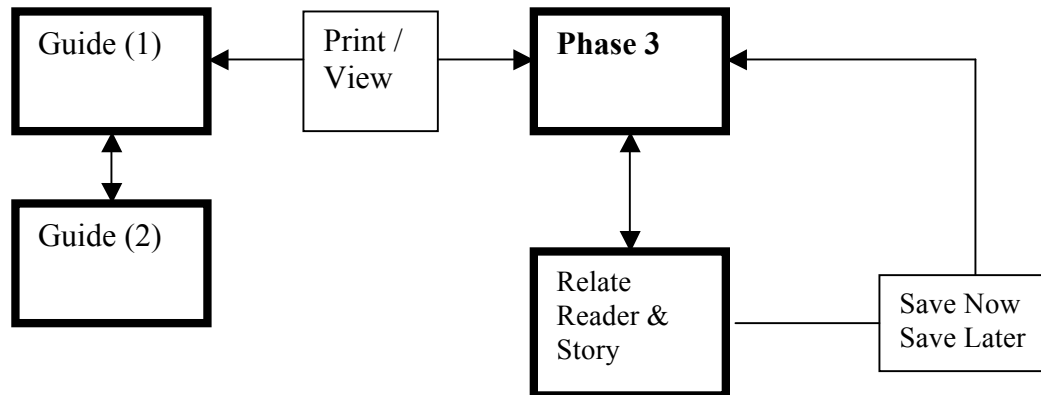 Guide (1)
Print /
View
Phase 3
Guide (2)
Relate
Reader &
Story
Save Now
Save Later